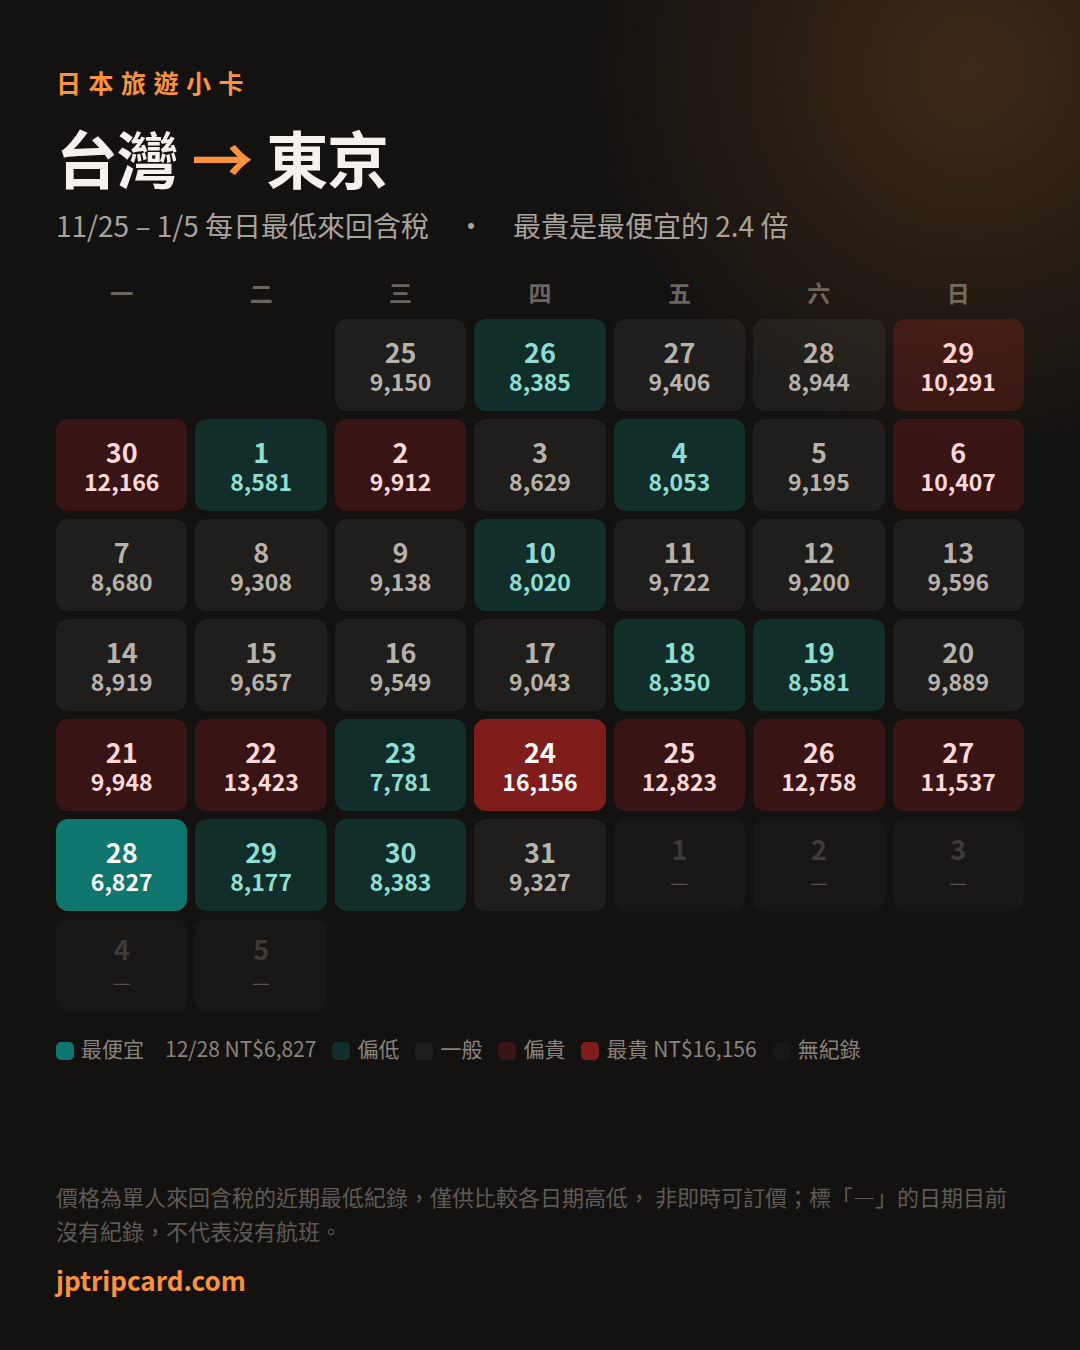 日本旅遊小卡
台灣 → 東京
11/25 – 1/5 每日最低來回含稅 ・ 最貴是最便宜的 2.4 倍
一 二 三 四 五 六 日
25 26 27 28 29
9,150 8,385 9,406 8,944 10,291
30 1 2 3 4 5 6
12,166 8,581 9,912 8,629 8,053 9,195 10,407
7 8 9 10 11 12 13
8,680 9,308 9,138 8,020 9,722 9,200 9,596
14 15 16 17 18 19 20
8,919 9,657 9,549 9,043 8,350 8,581 9,889
21 22 23 24 25 26 27
9,948 13,423 7,781 16,156 12,823 12,758 11,537
28 29 30 31 1 2 3
6,827 8,177 8,383 9,327 — — —
4 5
— —
最便宜 12/28 NT$6,827 偏低 一般 偏貴 最貴 NT$16,156 無紀錄
價格為單人來回含稅的近期最低紀錄，僅供比較各日期高低， 非即時可訂價；標「—」的日期目前
沒有紀錄，不代表沒有航班。
jptripcard.com